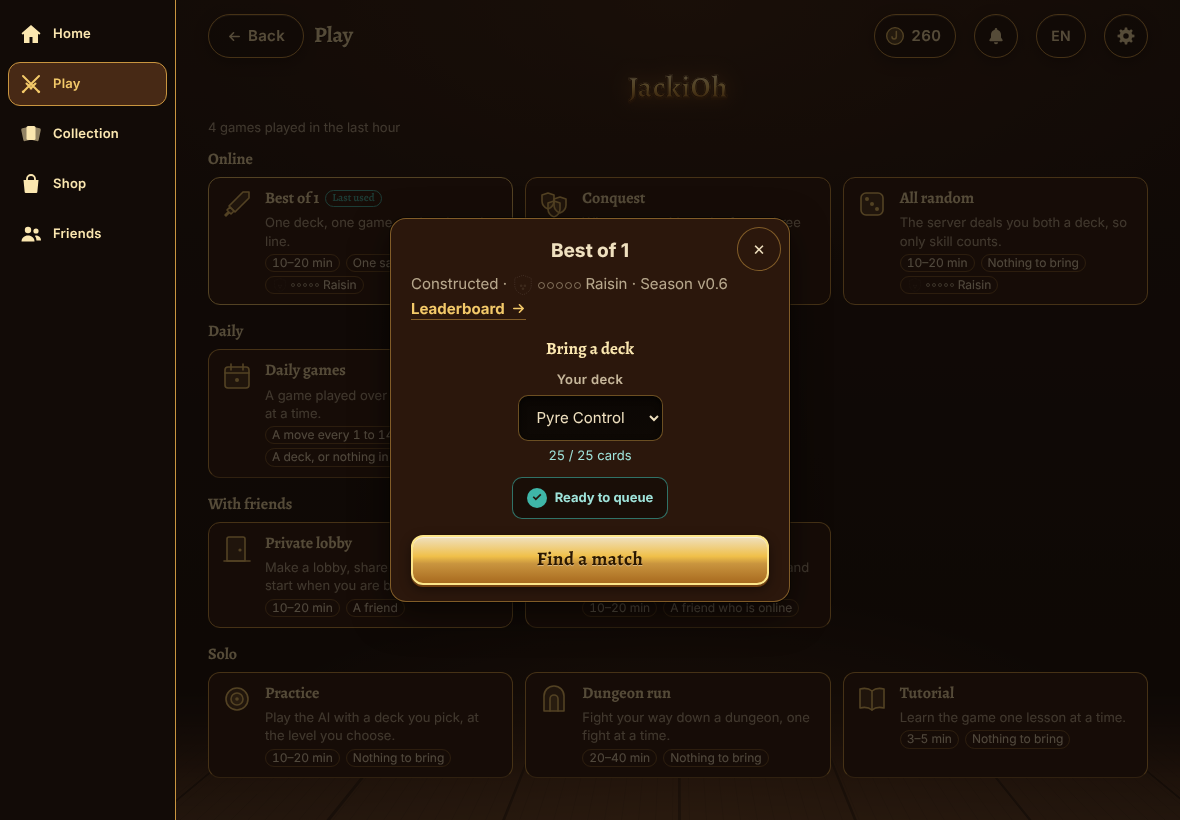 Home
Play
Collection
Shop
Friends
← Back
Play
J 260
EN
JackiOh
4 games played in the last hour
Online
Best of 1 Last used
One deck, one game
line.
10–20 min
Raisin
Conquest
All random
The server deals you both a deck, so
only skill counts.
10–20 min Nothing to bring
Raisin
Best of 1
Constructed · Raisin · Season v0.6
Leaderboard →
Bring a deck
Your deck
Pyre Control
25 / 25 cards
Ready to queue
Find a match
Daily
Daily games
A game played over
at a time.
A move every 1 to
A deck, or nothing in
With friends
Private lobby
Make a lobby, share
start when you are
10–20 min A friend
10–20 min A friend who is online
Solo
Practice
Play the AI with a deck you pick, at
the level you choose.
10–20 min Nothing to bring
Dungeon run
Fight your way down a dungeon, one
fight at a time.
20–40 min Nothing to bring
Tutorial
Learn the game one lesson at a time.
3–5 min Nothing to bring